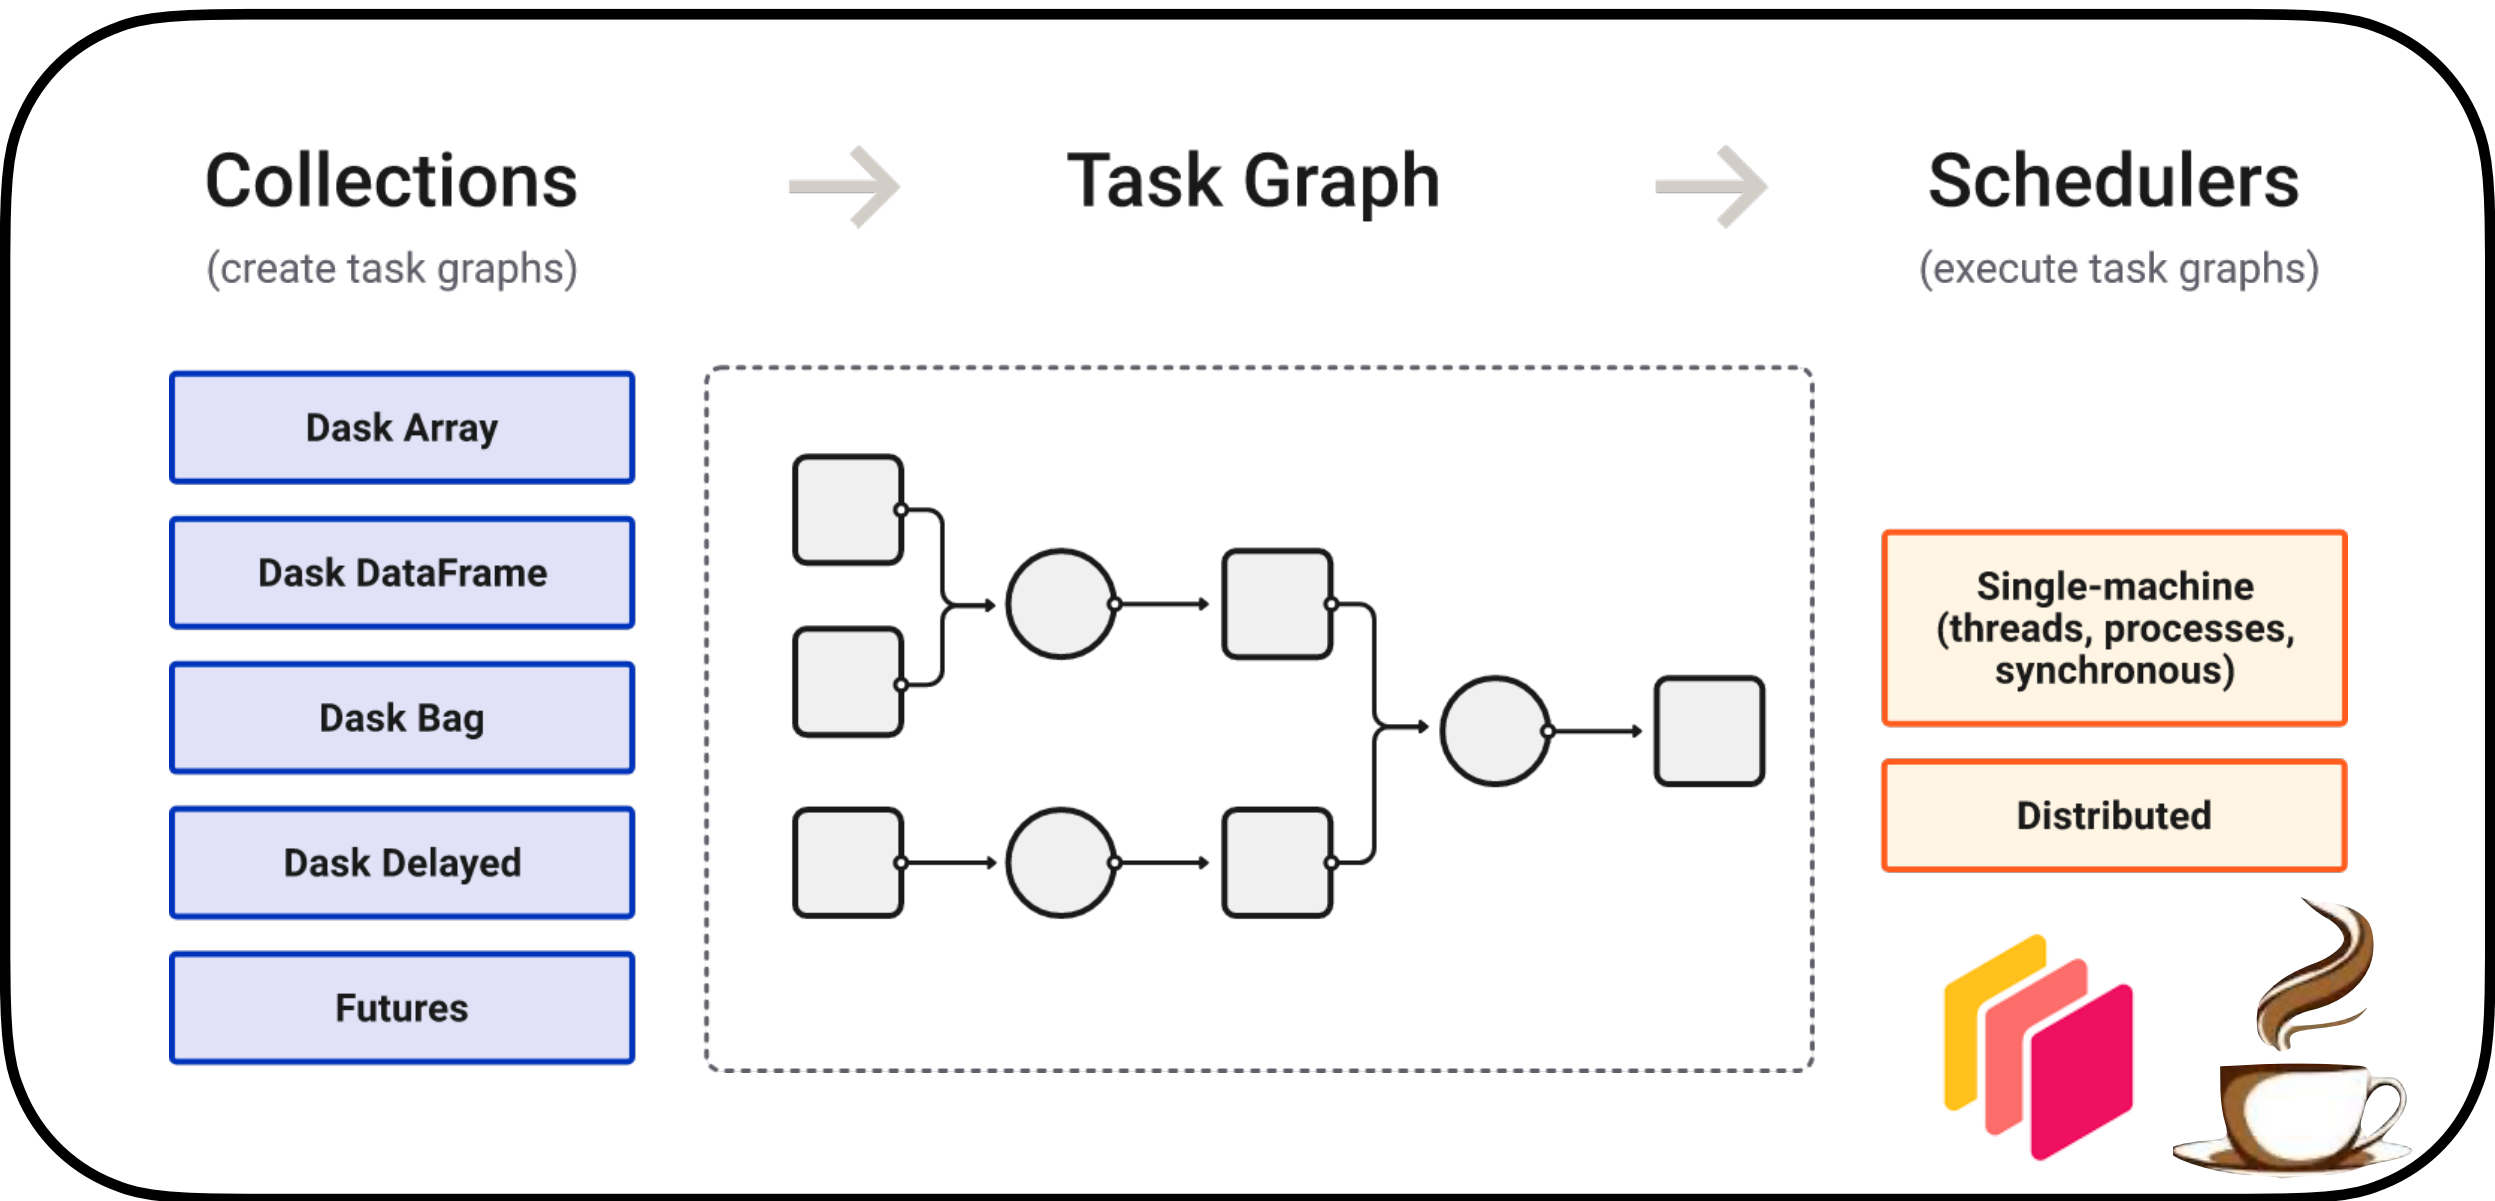 Collections
Task Graph
Schedulers
(create task graphs)
(execute task graphs)
Dask Array
Dask DataFrame
Dask Bag
Dask Delayed
Futures
Single-machine
(threads, processes,
synchronous)
Distributed